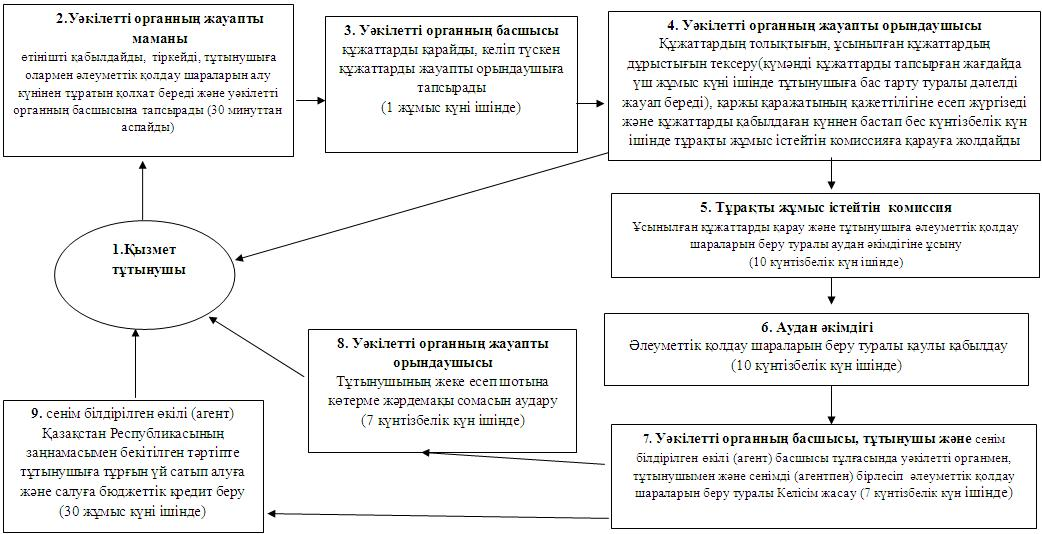 1.Қызмет
тұтынушы
2.Уәкілетті органның жауапты
маманы
өтінішті қабылдайды, тіркейді, тұтынушыға
олармен әлеуметтік қолдау шараларын алу
күнінен тұратын қолхат береді және уәкілетті
органның басшысына тапсырады (30 минуттан
аспайды)
3. Уәкілетті органның басшысы
құжаттарды қарайды, келіп түскен
құжаттарды жауапты орындаушыға
тапсырады
(1 жұмыс күні ішінде)
4. Уәкілетті органның жауапты орындаушысы
Құжаттардың толықтығын, ұсынылған құжаттардың
дұрыстығын тексеру(күмәнді құжаттарды тапсырған жағдайда
үш жұмыс күні ішінде тұтынушыға бас тарту туралы дәлелді
жауап береді), қаржы қаражатының қажеттілігіне есеп жүргізеді
және құжаттарды қабылдаған күннен бастап бес күнтізбелік күн
ішінде тұрақты жұмыс істейтін комиссияға қарауға жолдайды
5. Тұрақты жұмыс істейтін комиссия
Ұсынылған құжаттарды қарау және тұтынушыға әлеуметтік қолдау
шараларын беру туралы аудан әкімдігіне ұсыну
(10 күнтізбелік күн ішінде)
6. Аудан әкімдігі
Әлеуметтік қолдау шараларын беру туралы қаулы қабылдау
(10 күнтізбелік күн ішінде)
7. Уәкілетті органның басшысы, тұтынушы және сенім
білдірілген өкілі (агент) басшысы тұлғасында уәкілетті органмен,
тұтынушымен және сенімді (агентпен) бірлесіп әлеуметтік қолдау
шараларын беру туралы Келісім жасау (7 күнтізбелік күн ішінде)
8. Уәкілетті органның жауапты
орындаушысы
Тұтынушының жеке есеп шотына
көтерме жәрдемақы сомасын аудару
(7 күнтізбелік күн ішінде)
9. сенім білдірілген өкілі (агент)
Қазақстан Республикасының
заңнамасымен бекітілген тәртіпте
тұтынушыға тұрғын үй сатып алуға
және салуға бюджеттік кредит беру
(30 жұмыс күні ішінде)